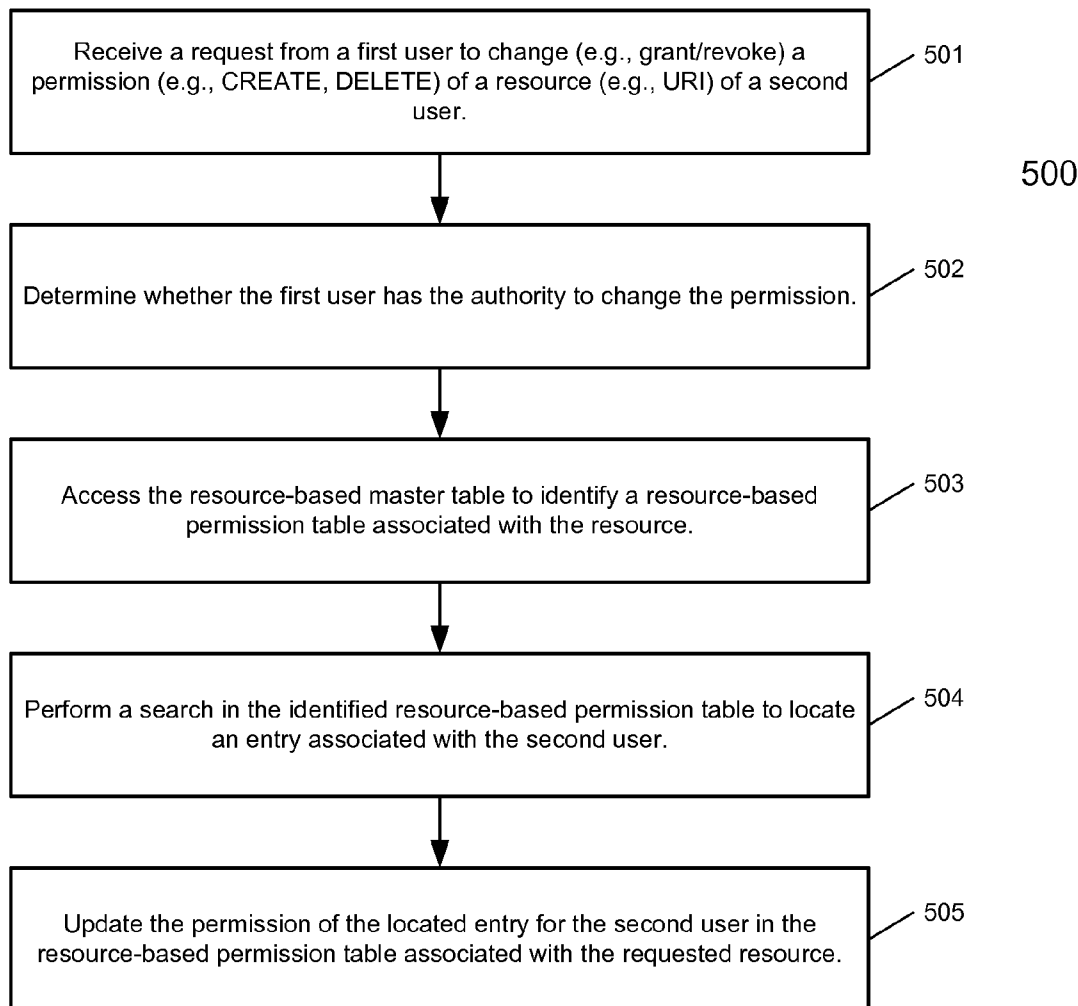 Receive a request from a first user to change (e.g., grant/revoke) a
permission (e.g., CREATE, DELETE) of a resource (e.g., URI) of a second
user.
501
500
Determine whether the first user has the authority to change the permission.
502
Access the resource-based master table to identify a resource-based
permission table associated with the resource.
503
Perform a search in the identified resource-based permission table to locate
an entry associated with the second user.
504
Update the permission of the located entry for the second user in the
resource-based permission table associated with the requested resource.
505